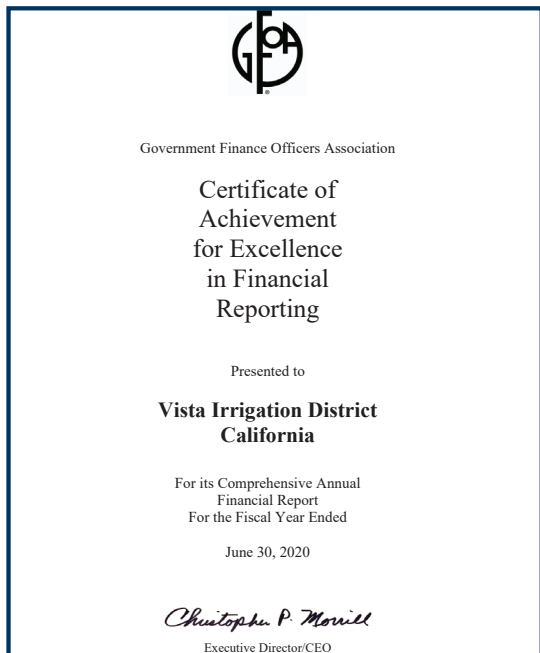 GFOA
®
Government Finance Officers Association
Certificate of
Achievement
for Excellence
in Financial
Reporting
Presented to
Vista Irrigation District
California
For its Comprehensive Annual
Financial Report
For the Fiscal Year Ended
June 30, 2020
Christopher P. Morrill
Executive Director/CEO